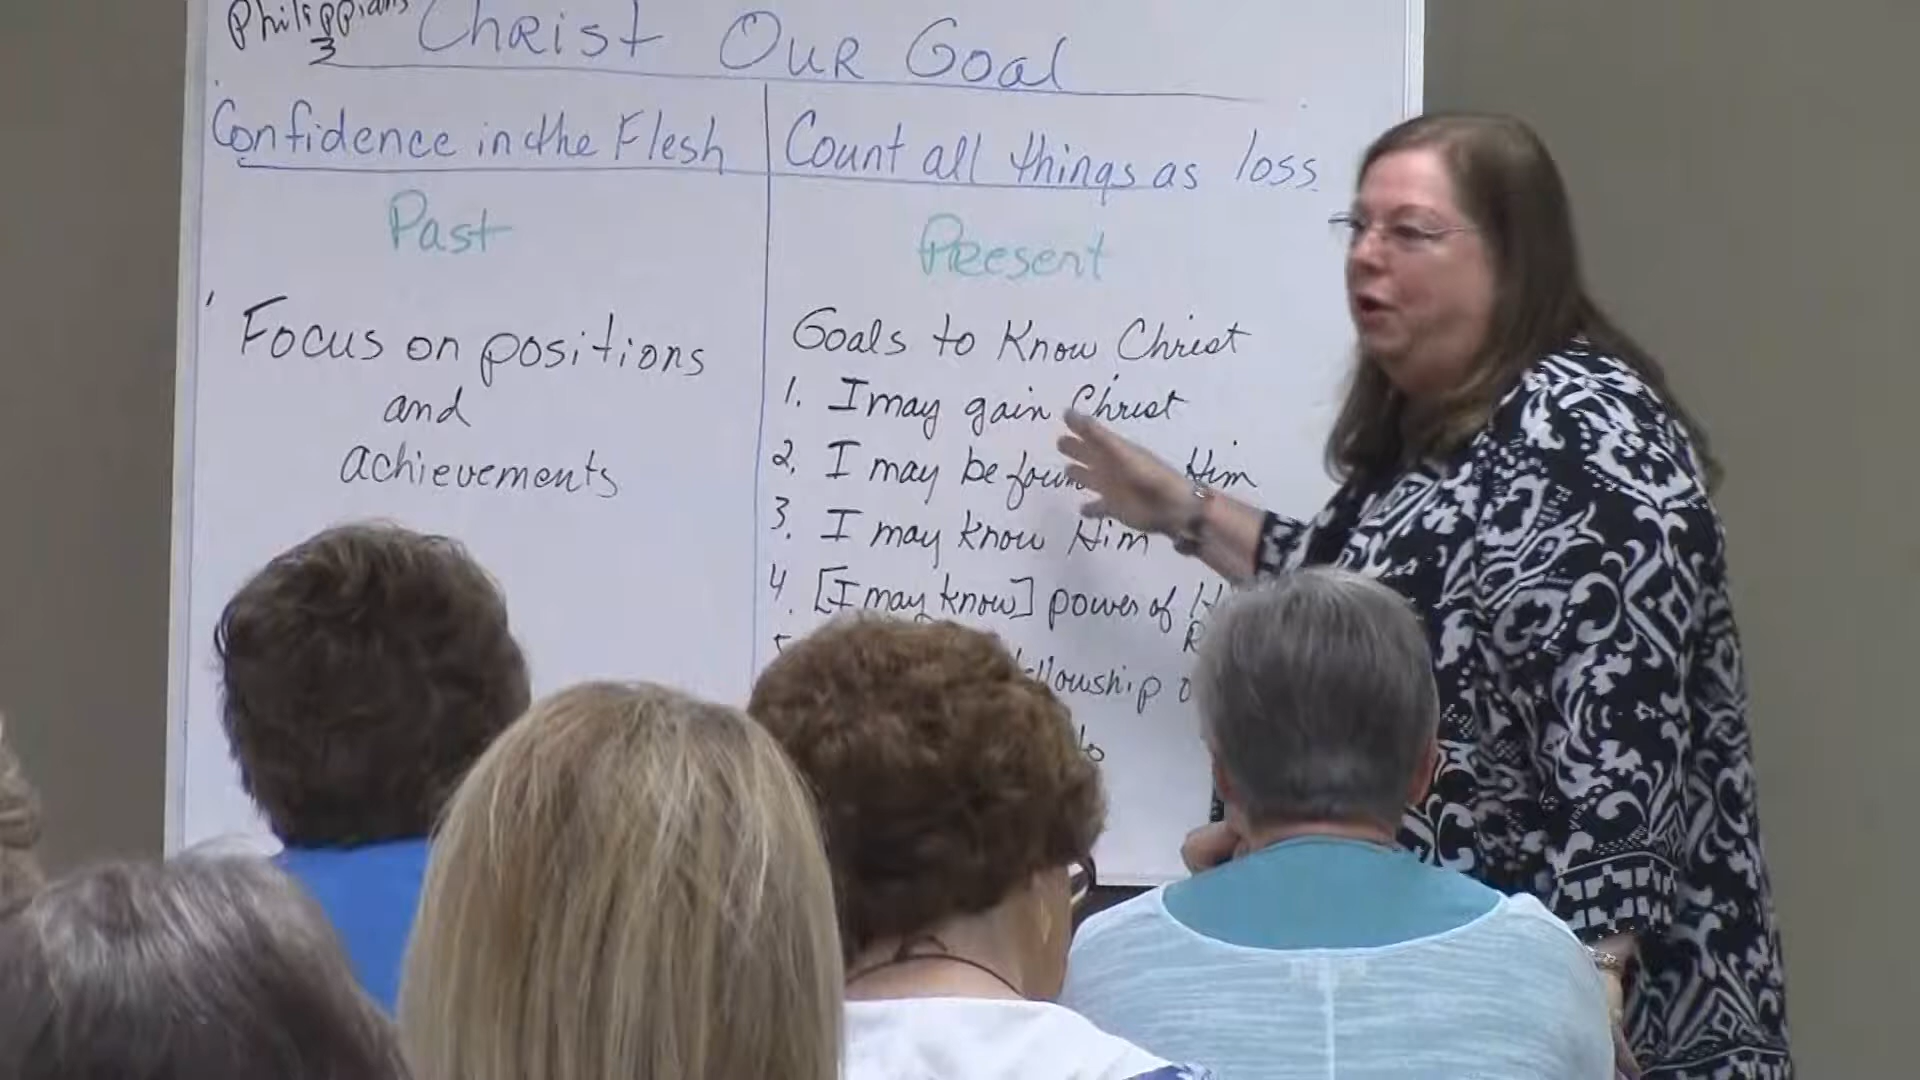 Philippians Christ Our Goal
3
Confidence in the Flesh
Count all things as loss
Past
Present
Focus on positions
and
achievements
Goals to Know Christ
1. I may gain Christ
2. I may be Him
3. I may know Him
4. [I may know] power of